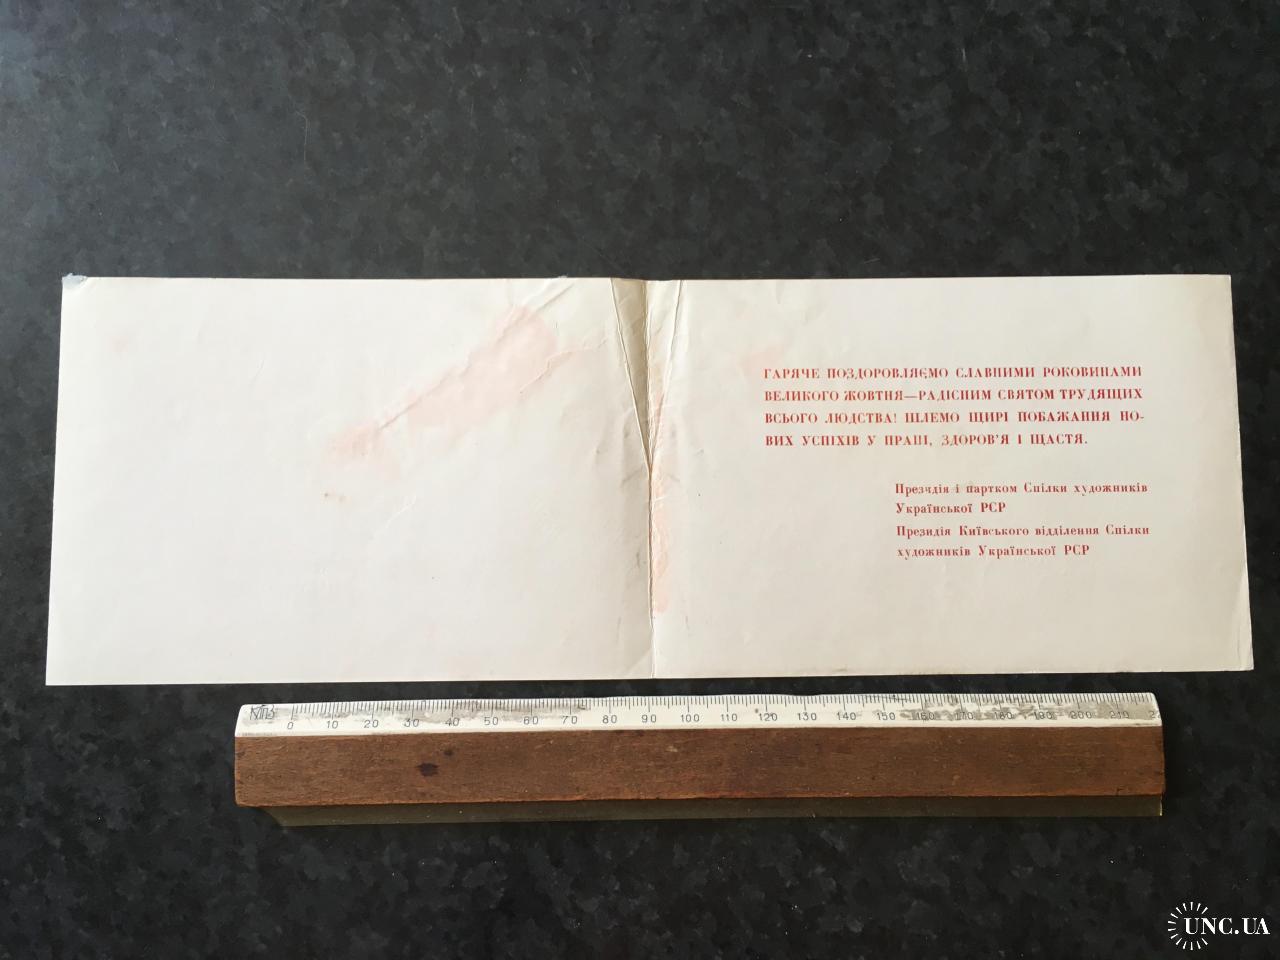 ГАРЯЧЕ ПОЗДОРОВЛЯЄМО СЛАВНИМИ РОКОВИНАМИ
ВЕЛИКОГО ЖОВТНЯ—РАДІСНИМ СВЯТОМ ТРУДЯЩИХ
ВСЬОГО ЛЮДСТВА! ШЛЕМО ЩИРІ ПОБАЖАННЯ НО-
ВИХ УСПІХІВ У ПРАЦІ, ЗДОРОВ'Я І ЩАСТЯ.
Президія і партком Спілки художників
Української РСР
Президія Київського відділення Спілки
художників Української РСР
0 10 20 30 40 50 60 70 80 90 100 110 120 130 140 150 160 170 180 190 200 210
UNC.UA